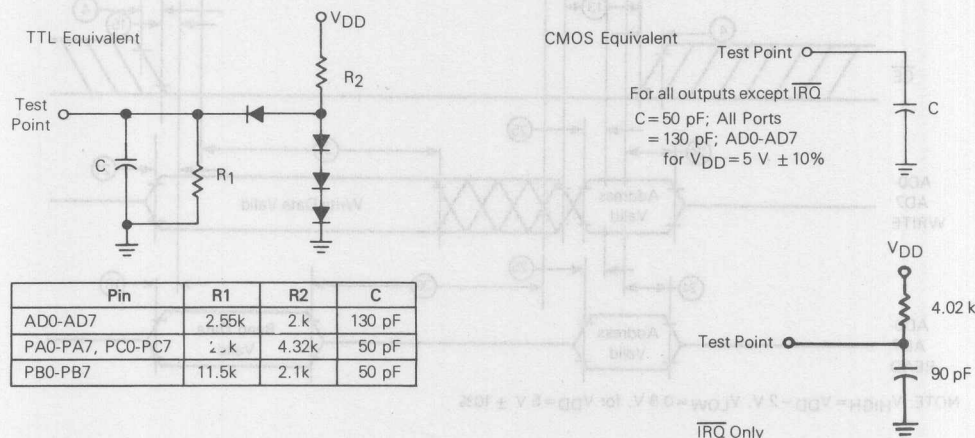 TTL Equivalent
VDD
R2
Test
Point
C
R1
CMOS Equivalent
Test Point
C
For all outputs except IRQ
C=50 pF; All Ports
= 130 pF; AD0-AD7
for VDD=5 V ±10%
Pin R1 R2 C
AD0-AD7 2.55k 2.k 130 pF
PA0-PA7, PC0-PC7 4.32k 50 pF
PB0-PB7 11.5k 2.1k 50 pF
VDD
4.02 k
Test Point
90 pF
IRQ Only